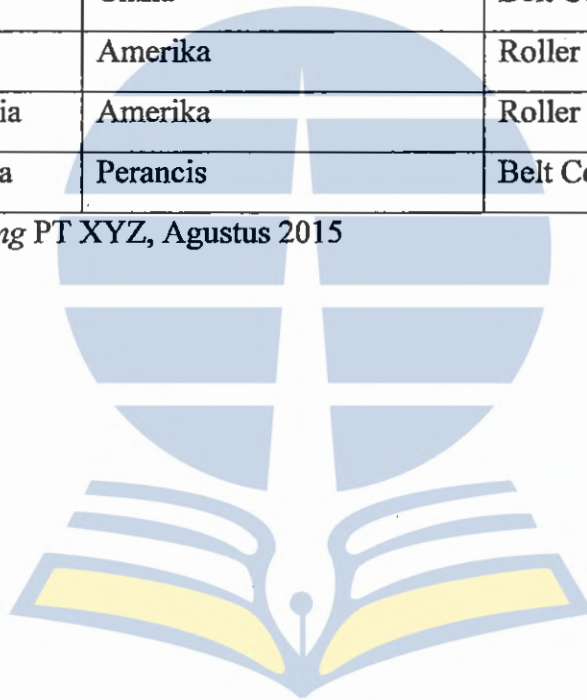 Amerika Roller
ia Amerika Roller
a Perancis Belt Co
ng PT XYZ, Agustus 2015